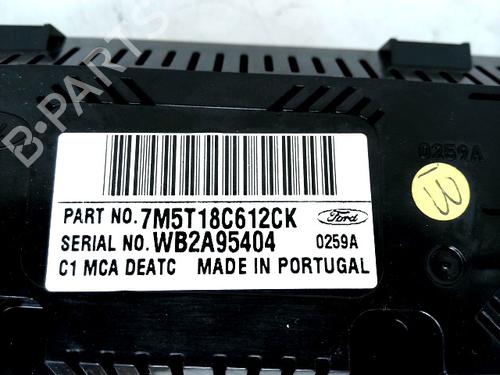 B-PARTS
0259A
PART NO. 7M5T18C612CK
Ford
SERIAL NO. WB2A95404
0259A
C1 MCA DEATC MADE IN PORTUGAL